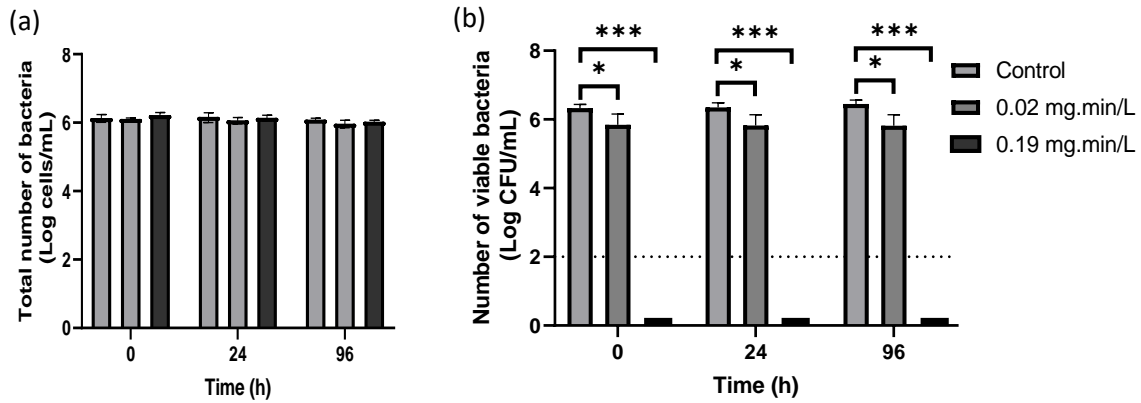 (a)
Total number of bacteria
(Log cells/mL)
8
6
4
2
0
0 24 96
Time (h)
(b)
Number of viable bacteria
(Log CFU/mL)
8
6
4
2
0
*** *** ***
* * *
0 24 96
Time (h)
Control
0.02 mg.min/L
0.19 mg.min/L